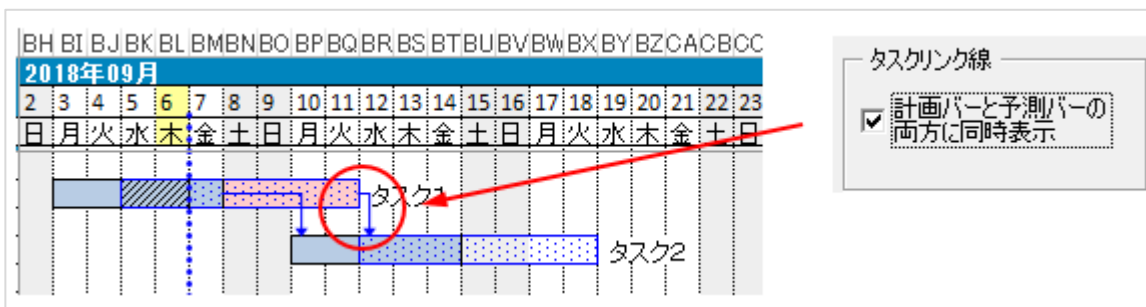 BH BI BJ BK BL BM BN BO BP BQ BR BS BT BU BV BW BX BY BZ CA CB CC
2018年09月
2 3 4 5 6 7 8 9 10 11 12 13 14 15 16 17 18 19 20 21 22 23
日 月 火 水 木 金 土 日 月 火 水 木 金 土 日 月 火 水 木 金 土 日
タスク1
タスク2
タスクリンク線
計画バーと予測バーの
両方に同時表示